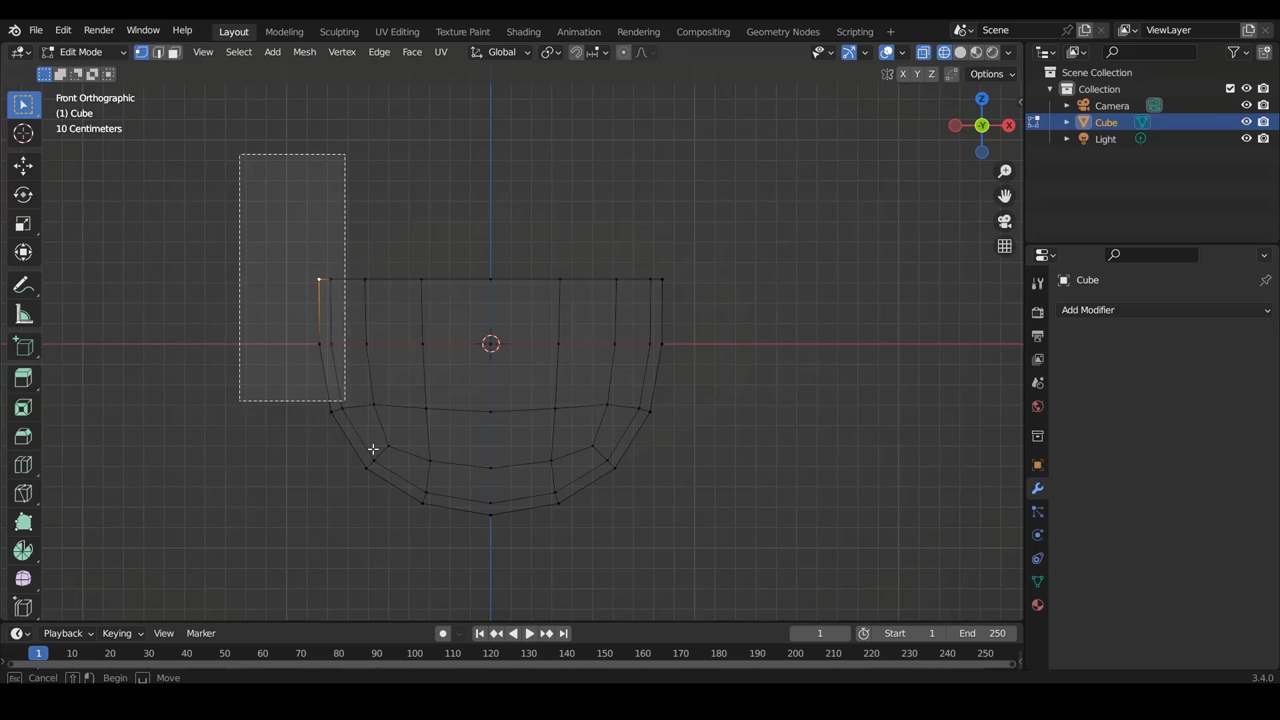 File Edit Render Window Help Layout Modeling Sculpting UV Editing Texture Paint Shading Animation Rendering Compositing Geometry Nodes Scripting + Scene ViewLayer
Edit Mode View Select Add Mesh Vertex Edge Face UV Global
X Y Z Options
Scene Collection
Collection
Camera
Cube
Light
Front Orthographic
(1) Cube
10 Centimeters
Z
Y
X
Cube
Add Modifier
Playback Keying View Marker 1 Start 1 End 250
1 10 20 30 40 50 60 70 80 90 100 110 120 130 140 150 160 170 180 190 200 210 220 230 240 250
Esc Cancel Begin Move 3.4.0